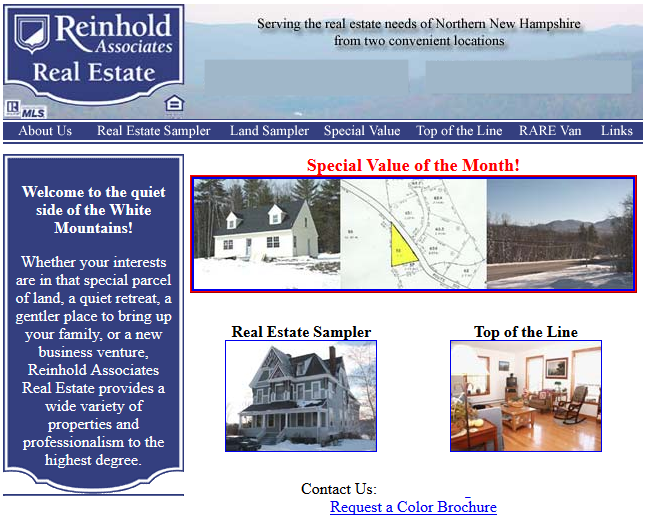 Reinhold
Associates
Real Estate
MLS
Serving the real estate needs of Northern New Hampshire
from two convenient locations
About Us Real Estate Sampler Land Sampler Special Value Top of the Line RARE Van Links
Welcome to the quiet
side of the White
Mountains!
Whether your interests
are in that special parcel
of land, a quiet retreat, a
gentler place to bring up
your family, or a new
business venture,
Reinhold Associates
Real Estate provides a
wide variety of
properties and
professionalism to the
highest degree.
Special Value of the Month!
Real Estate Sampler
Top of the Line
Contact Us:
Request a Color Brochure